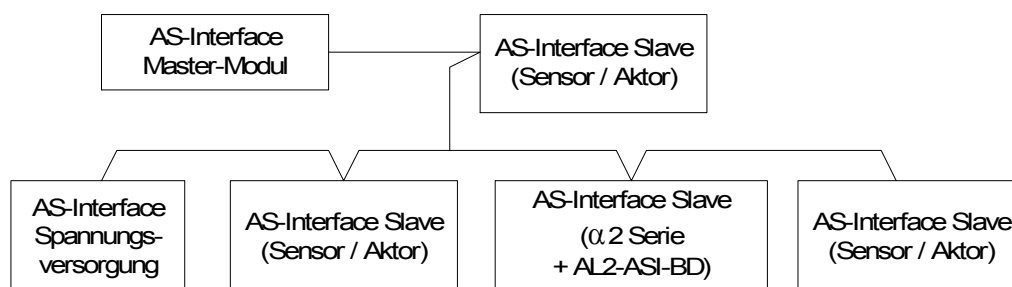 AS-Interface
Master-Modul
AS-Interface Slave
(Sensor / Aktor)
AS-Interface
Spannungs-
versorgung
AS-Interface Slave
(Sensor / Aktor)
AS-Interface Slave
(α2 Serie
+ AL2-ASI-BD)
AS-Interface Slave
(Sensor / Aktor)